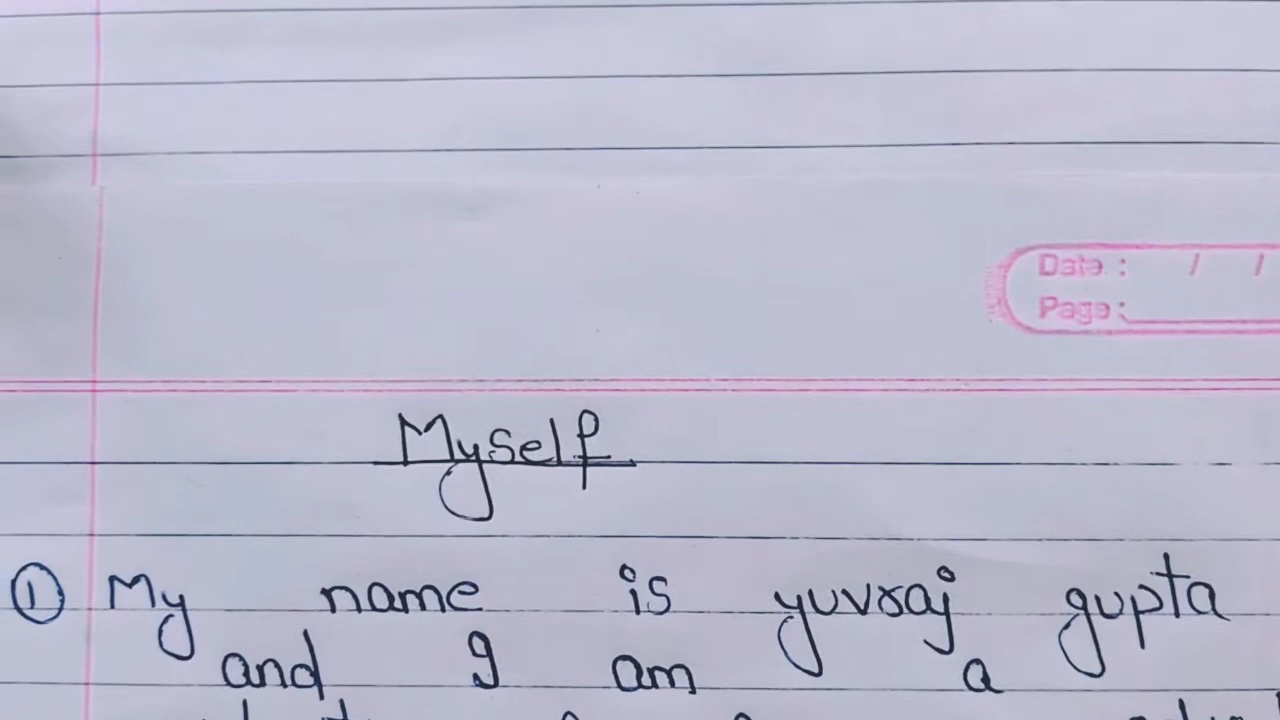 Date : / /
Page :
Myself
① My name is yuvraj gupta
and I am a